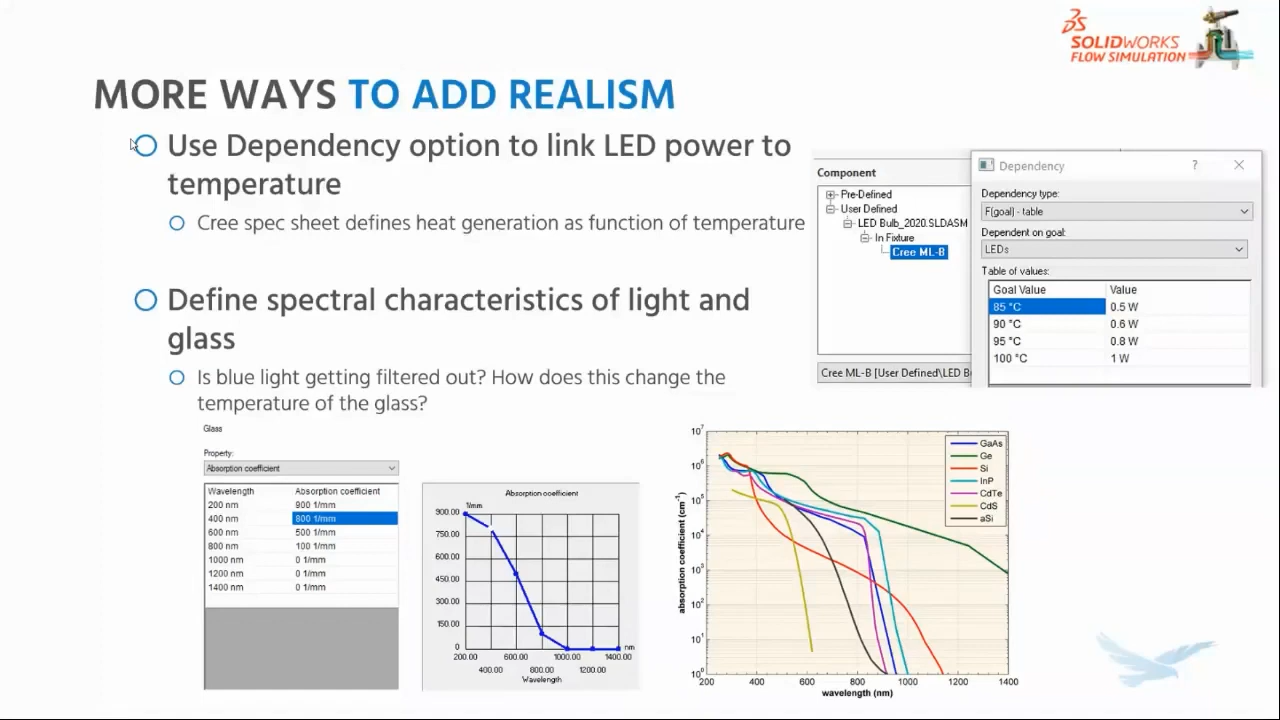 SOLIDWORKS
FLOW SIMULATION
MORE WAYS TO ADD REALISM
Use Dependency option to link LED power to
temperature
Cree spec sheet defines heat generation as function of temperature
Define spectral characteristics of light and
glass
Is blue light getting filtered out? How does this change the
temperature of the glass?
Component
Pre-Defined
User Defined
LED Bulb_2020.SLDASM
In Fixture
Cree ML-B
Cree ML-B [User Defined\LED B
Dependency ?
Dependency type:
F(goal) - table
Dependent on goal:
LEDs
Table of values:
Goal Value Value
85 °C 0.5 W
90 °C 0.6 W
95 °C 0.8 W
100 °C 1 W
Glass
Property:
Absorption coefficient
Wavelength Absorption coefficient
200 nm 900 1/mm
400 nm 800 1/mm
600 nm 500 1/mm
800 nm 100 1/mm
1000 nm 0 1/mm
1200 nm 0 1/mm
1400 nm 0 1/mm
Absorption coefficient
1/mm
900.00
750.00
600.00
450.00
300.00
150.00
0
nm
200.00 600.00 1000.00 1400.00
400.00 800.00 1200.00
Wavelength
absorption coefficient (cm⁻¹)
10⁷
10⁶
10⁵
10⁴
10³
10²
10¹
10⁰
GaAs
Ge
Si
InP
CdTe
CdS
aSi
200 400 600 800 1000 1200 1400
wavelength (nm)